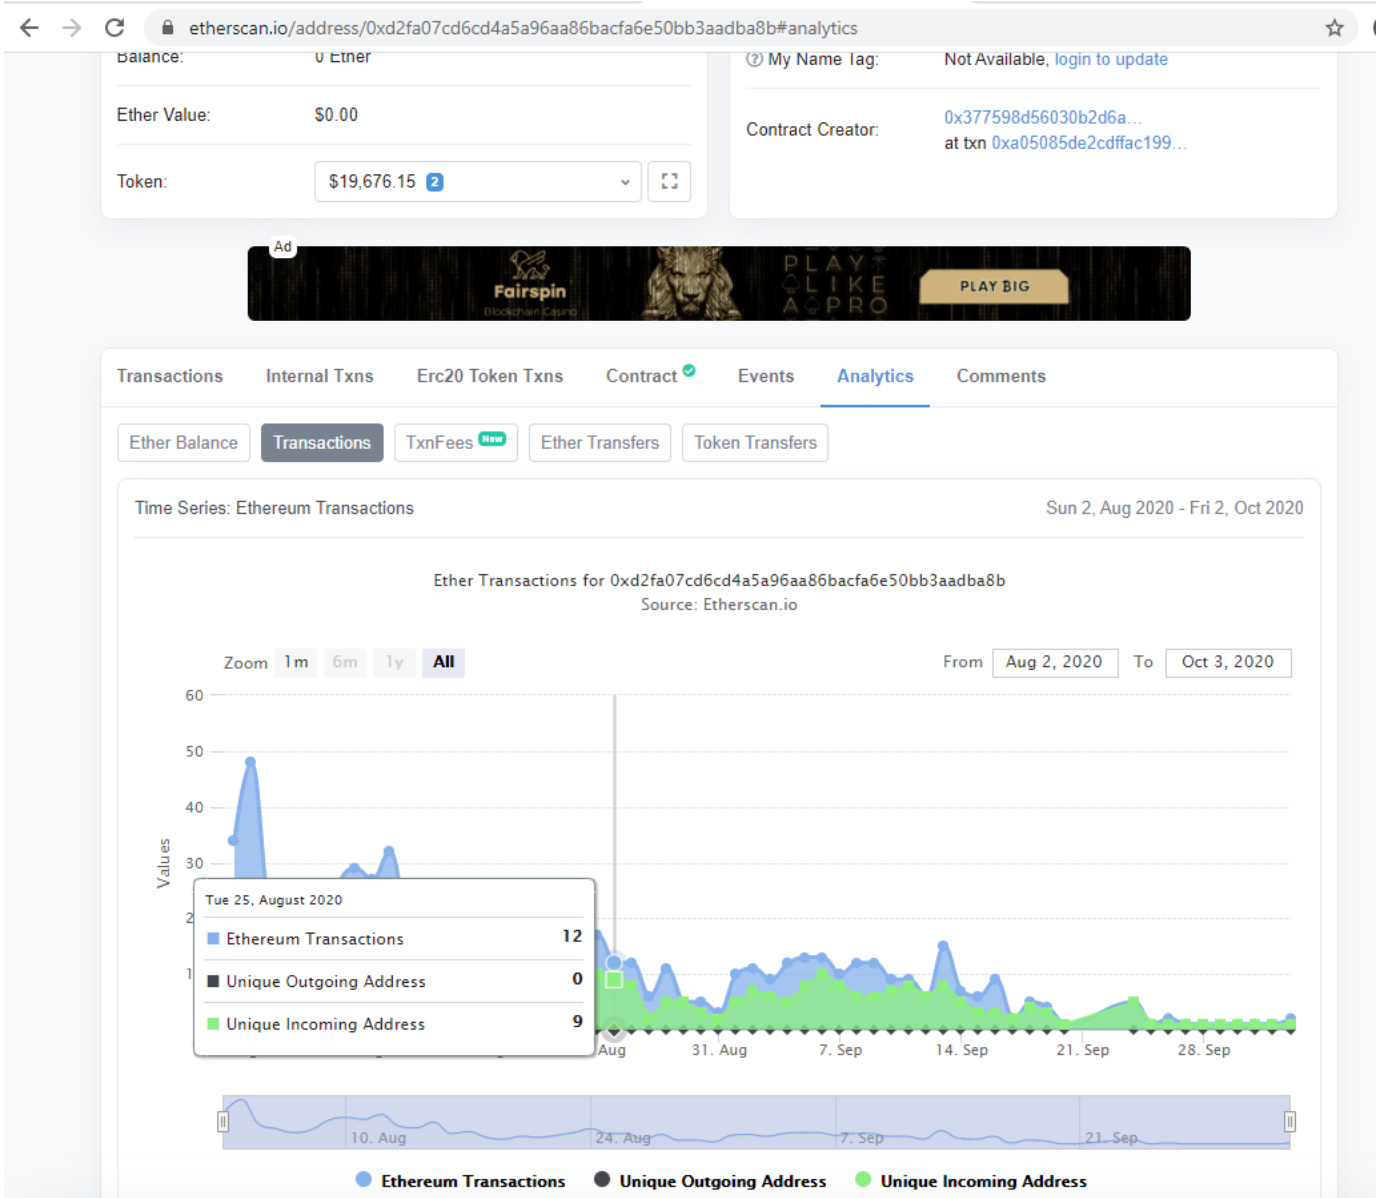 etherscan.io/address/0xd2fa07cd6cd4a5a96aa86bacfa6e50bb3aadba8b#analytics
Balance: 0 Ether
My Name Tag: Not Available, login to update
Ether Value: $0.00
Contract Creator: 0x377598d56030b2d6a...
at txn 0xa05085de2cdffac199...
Token: $19,676.15 2
Ad
Fairspin
Blockchain Casino
PLAY
LIKE
A PRO
PLAY BIG
Transactions Internal Txns Erc20 Token Txns Contract Events Analytics Comments
Ether Balance Transactions TxnFees New Ether Transfers Token Transfers
Time Series: Ethereum Transactions Sun 2, Aug 2020 - Fri 2, Oct 2020
Ether Transactions for 0xd2fa07cd6cd4a5a96aa86bacfa6e50bb3aadba8b
Source: Etherscan.io
Zoom 1m 6m 1y All From Aug 2, 2020 To Oct 3, 2020
60
50
40
30
Values
Tue 25, August 2020
Ethereum Transactions 12
Unique Outgoing Address 0
Unique Incoming Address 9
Aug 31. Aug 7. Sep 14. Sep 21. Sep 28. Sep
10. Aug 24. Aug 7. Sep 21. Sep
Ethereum Transactions Unique Outgoing Address Unique Incoming Address